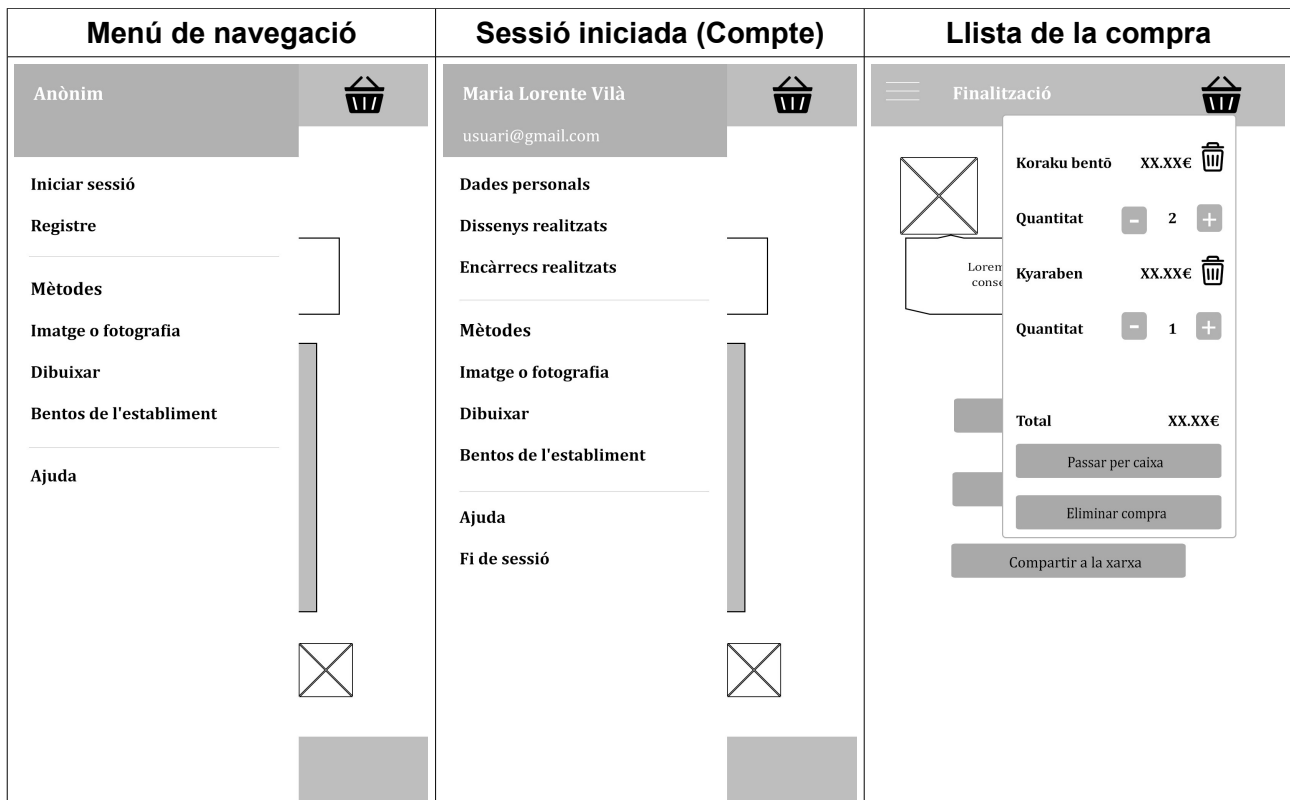 Menú de navegació
Sessió iniciada (Compte)
Llista de la compra
Anònim
Iniciar sessió
Registre
Mètodes
Imatge o fotografia
Dibuixar
Bentos de l'establiment
Ajuda
Maria Lorente Vilà
usuari@gmail.com
Dades personals
Dissenys realitzats
Encàrrecs realitzats
Mètodes
Imatge o fotografia
Dibuixar
Bentos de l'establiment
Ajuda
Fi de sessió
Finalització
Lorem
conse
Koraku bentō XX.XX€
Quantitat - 2 +
Kyaraben XX.XX€
Quantitat - 1 +
Total XX.XX€
Passar per caixa
Eliminar compra
Compartir a la xarxa